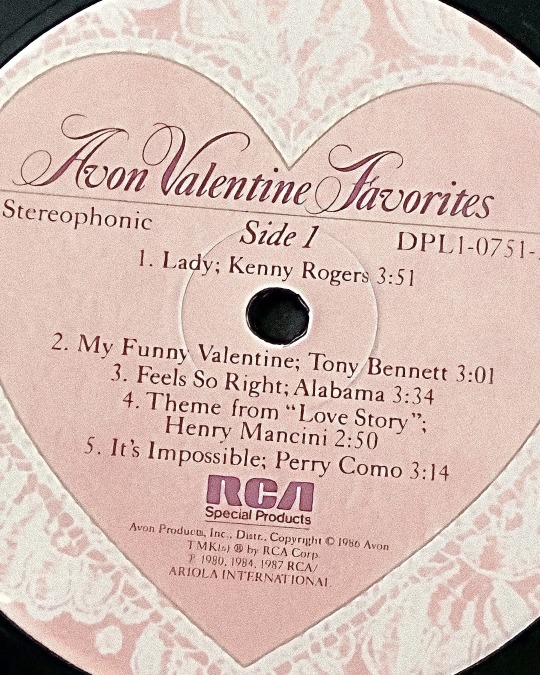 Avon Valentine Favorites
Stereophonic
Side 1
DPL1-0751-
1. Lady; Kenny Rogers 3:51
2. My Funny Valentine; Tony Bennett 3:01
3. Feels So Right; Alabama 3:34
4. Theme from “Love Story”;
Henry Mancini 2:50
5. It's Impossible; Perry Como 3:14
RCA
Special Products
Avon Products, Inc., Distr., Copyright © 1986 Avon
TMK(s) ® by RCA Corp.
℗ 1980, 1984, 1987 RCA/
ARIOLA INTERNATIONAL